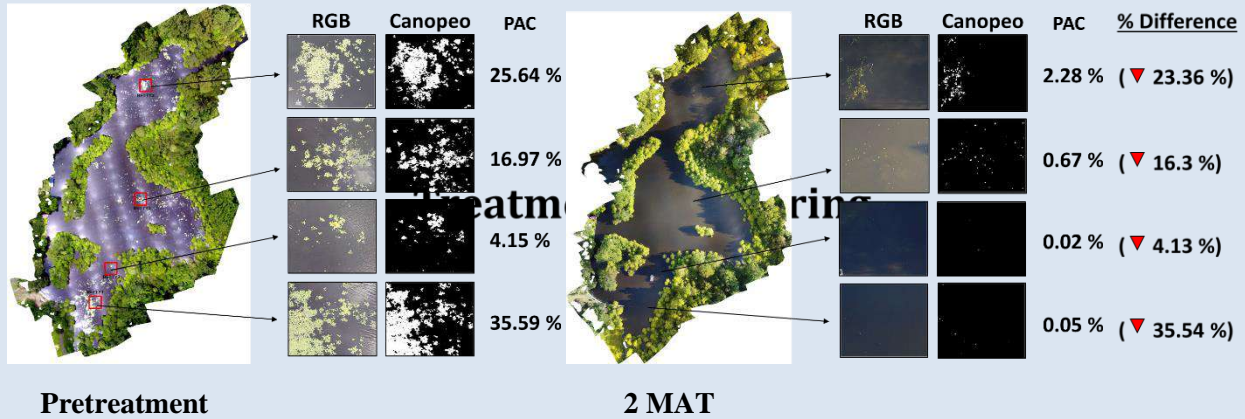 RGB Canopeo PAC RGB Canopeo PAC % Difference
25.64 % 2.28 % (▼ 23.36 %)
16.97 % 0.67 % (▼ 16.3 %)
4.15 % 0.02 % (▼ 4.13 %)
35.59 % 0.05 % (▼ 35.54 %)
Pretreatment 2 MAT